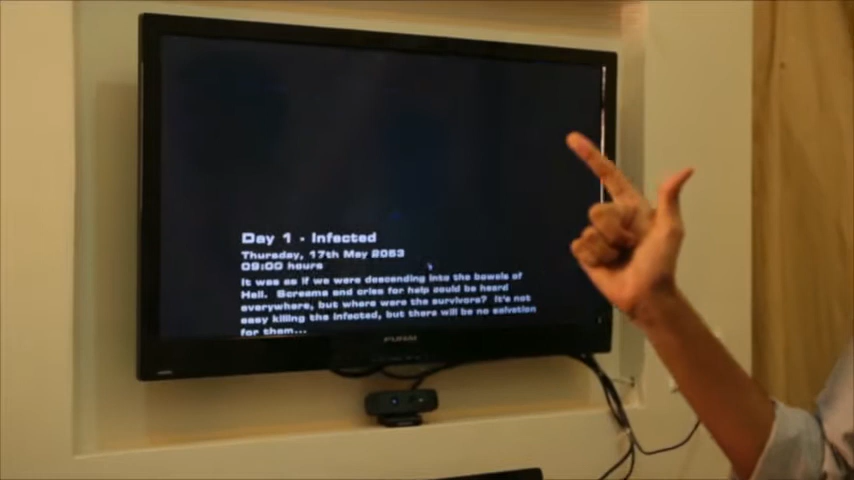 Day 1 - Infected
Thursday, 17th May 2053
09:00 hours
It was as if we were descending into the bowels of
Hell. Screams and cries for help could be heard
everywhere, but where were the survivors? It's not
easy killing the infected, but there will be no salvation
for them...
FUNAI